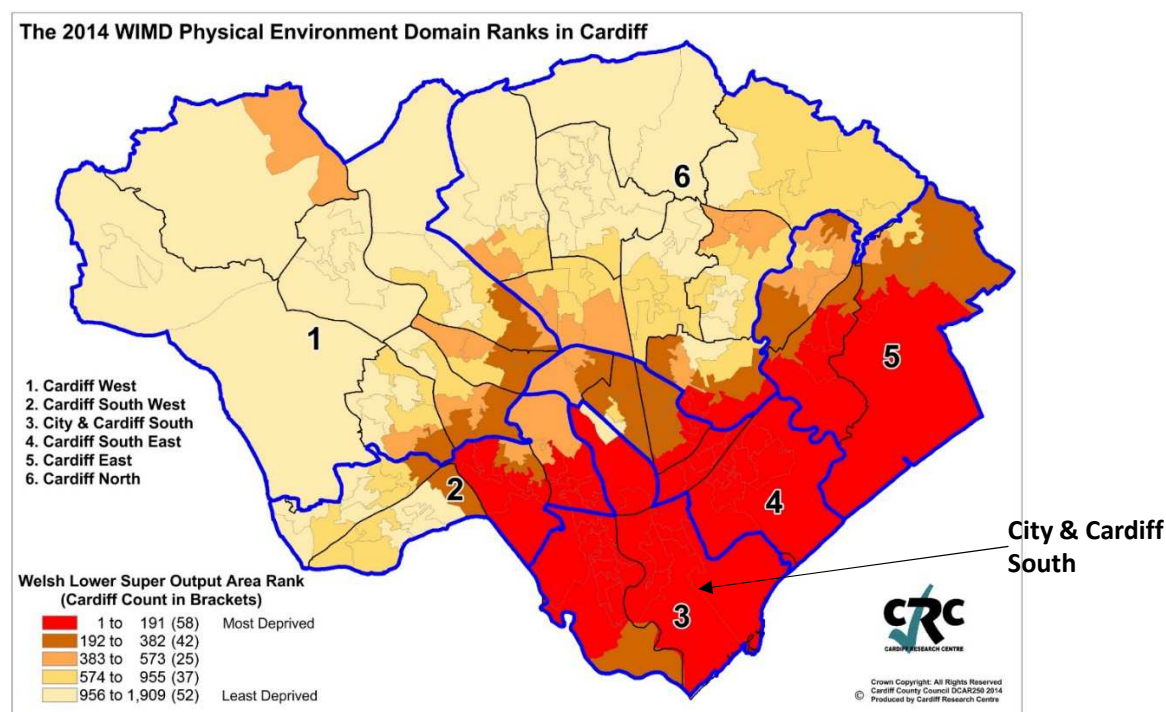 The 2014 WIMD Physical Environment Domain Ranks in Cardiff
6
5
1
1. Cardiff West
2. Cardiff South West
3. City & Cardiff South
4. Cardiff South East
5. Cardiff East
6. Cardiff North
2
4
City & Cardiff
South
3
Welsh Lower Super Output Area Rank
(Cardiff Count in Brackets)
1 to 191 (58) Most Deprived
192 to 382 (42)
383 to 573 (25)
574 to 955 (37)
956 to 1,909 (52) Least Deprived
CRC
CARDIFF RESEARCH CENTRE
Crown Copyright: All Rights Reserved
© Cardiff County Council DCAR250 2014
Produced by Cardiff Research Centre